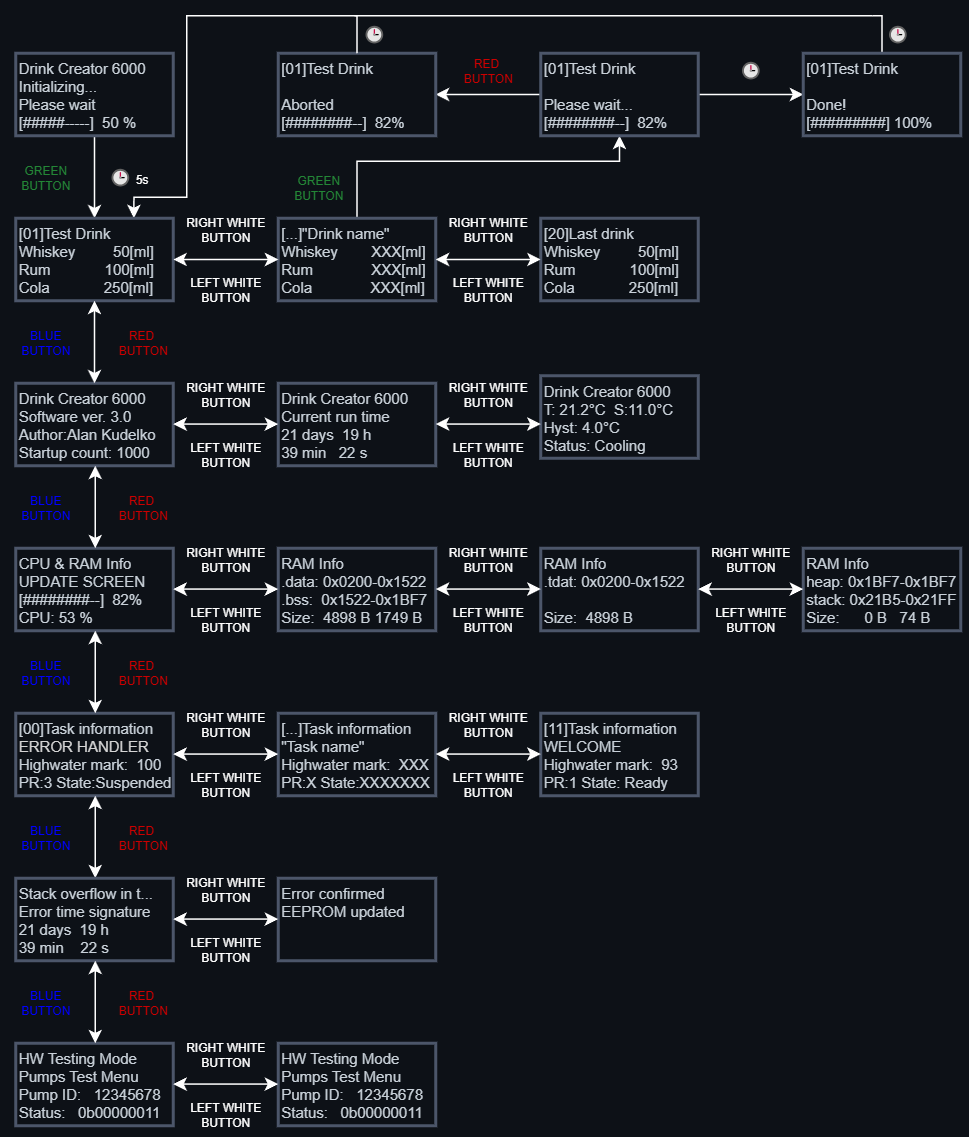 Drink Creator 6000
Initializing...
Please wait
[#####-----] 50 %
[01]Test Drink
Aborted
[########--] 82%
RED
BUTTON
[01]Test Drink
Please wait...
[########--] 82%
[01]Test Drink
Done!
[#########] 100%
GREEN
BUTTON
5s
GREEN
BUTTON
[01]Test Drink
Whiskey 50[ml]
Rum 100[ml]
Cola 250[ml]
RIGHT WHITE
BUTTON
LEFT WHITE
BUTTON
[...]"Drink name"
Whiskey XXX[ml]
Rum XXX[ml]
Cola XXX[ml]
RIGHT WHITE
BUTTON
LEFT WHITE
BUTTON
[20]Last drink
Whiskey 50[ml]
Rum 100[ml]
Cola 250[ml]
BLUE
BUTTON
RED
BUTTON
Drink Creator 6000
Software ver. 3.0
Author:Alan Kudelko
Startup count: 1000
RIGHT WHITE
BUTTON
LEFT WHITE
BUTTON
Drink Creator 6000
Current run time
21 days 19 h
39 min 22 s
RIGHT WHITE
BUTTON
LEFT WHITE
BUTTON
Drink Creator 6000
T: 21.2°C S:11.0°C
Hyst: 4.0°C
Status: Cooling
BLUE
BUTTON
RED
BUTTON
CPU & RAM Info
UPDATE SCREEN
[########--] 82%
CPU: 53 %
RIGHT WHITE
BUTTON
LEFT WHITE
BUTTON
RAM Info
.data: 0x0200-0x1522
.bss: 0x1522-0x1BF7
Size: 4898 B 1749 B
RIGHT WHITE
BUTTON
LEFT WHITE
BUTTON
RAM Info
.tdat: 0x0200-0x1522
Size: 4898 B
RIGHT WHITE
BUTTON
LEFT WHITE
BUTTON
RAM Info
heap: 0x1BF7-0x1BF7
stack: 0x21B5-0x21FF
Size: 0 B 74 B
BLUE
BUTTON
RED
BUTTON
[00]Task information
ERROR HANDLER
Highwater mark: 100
PR:3 State:Suspended
RIGHT WHITE
BUTTON
LEFT WHITE
BUTTON
[...]Task information
"Task name"
Highwater mark: XXX
PR:X State:XXXXXXX
RIGHT WHITE
BUTTON
LEFT WHITE
BUTTON
[11]Task information
WELCOME
Highwater mark: 93
PR:1 State: Ready
BLUE
BUTTON
RED
BUTTON
Stack overflow in t...
Error time signature
21 days 19 h
39 min 22 s
RIGHT WHITE
BUTTON
LEFT WHITE
BUTTON
Error confirmed
EEPROM updated
BLUE
BUTTON
RED
BUTTON
HW Testing Mode
Pumps Test Menu
Pump ID: 12345678
Status: 0b00000011
RIGHT WHITE
BUTTON
LEFT WHITE
BUTTON
HW Testing Mode
Pumps Test Menu
Pump ID: 12345678
Status: 0b00000011